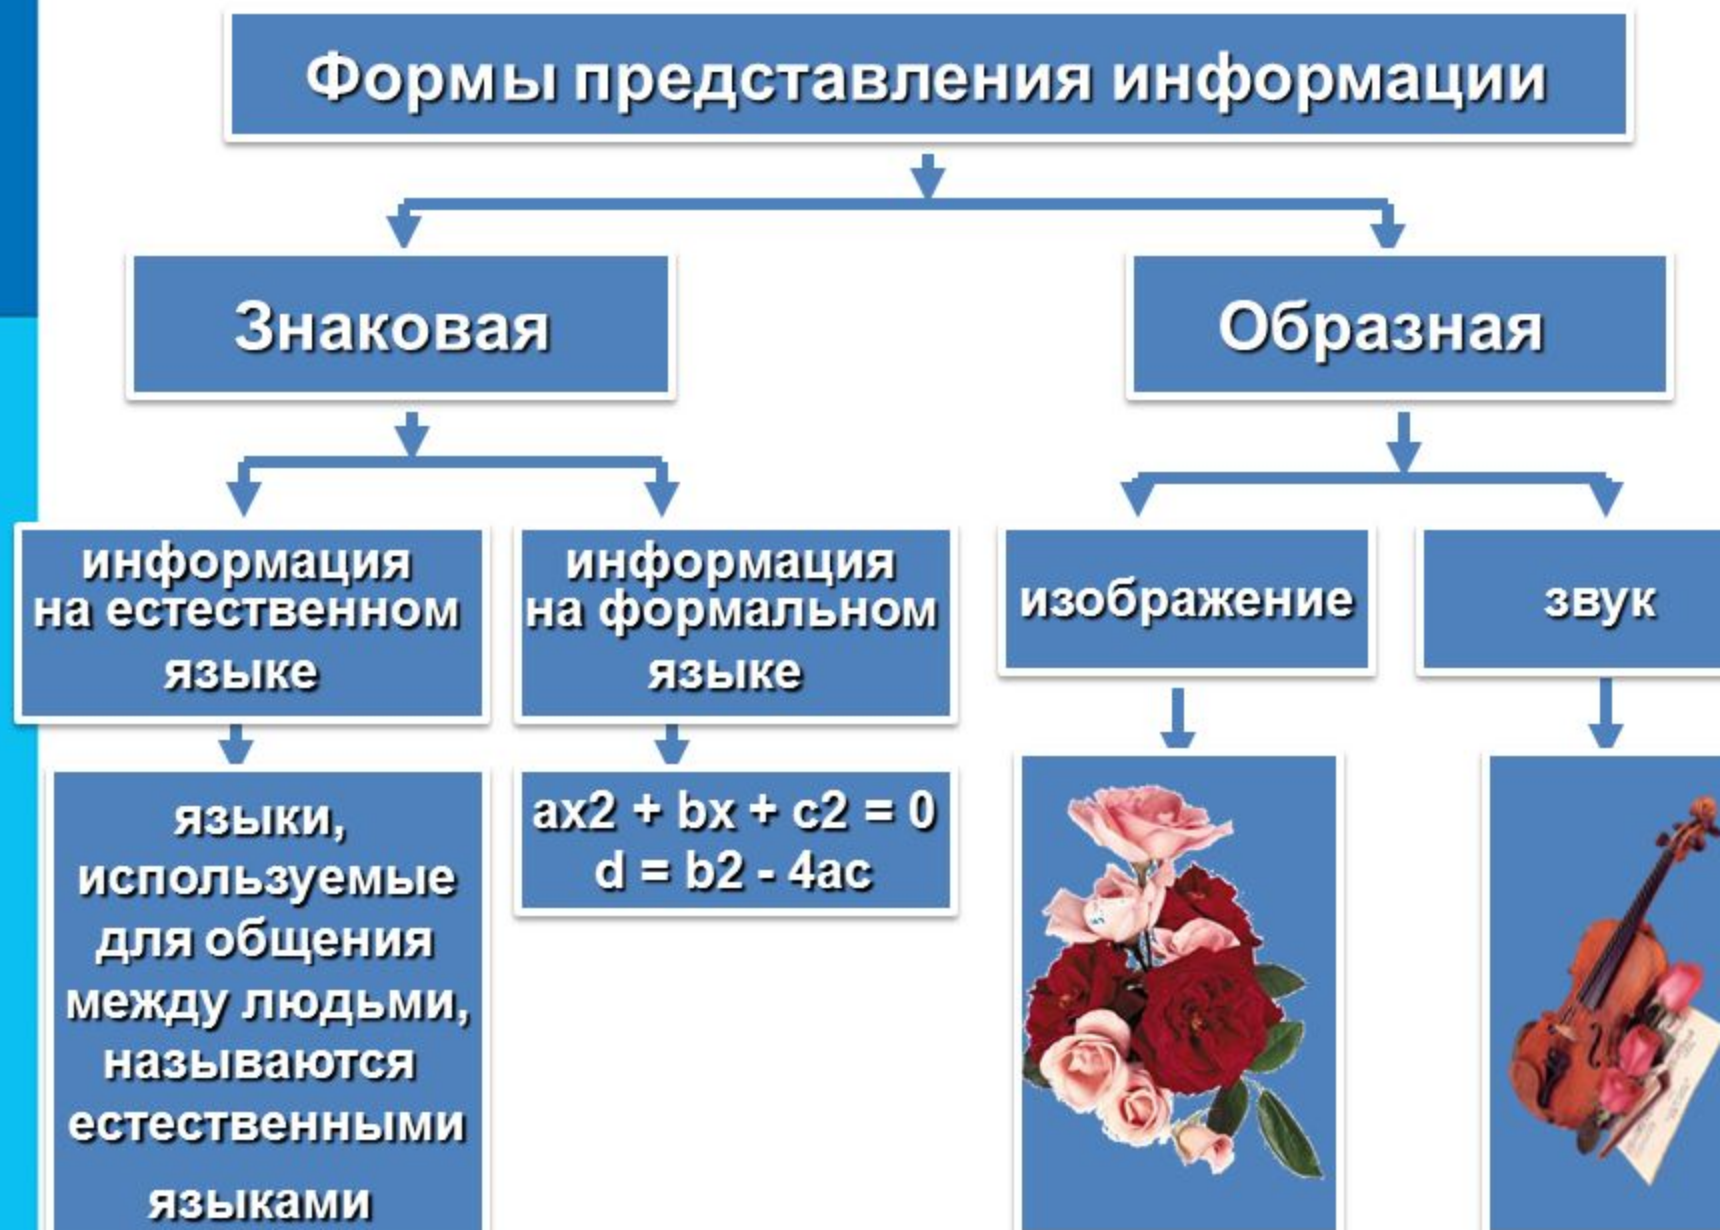 Формы представления информации
Знаковая
Образная
информация
на естественном
языке
информация
на формальном
языке
изображение
звук
языки,
используемые
для общения
между людьми,
называются
естественными
языками
ax2 + bx + c2 = 0
d = b2 - 4ac